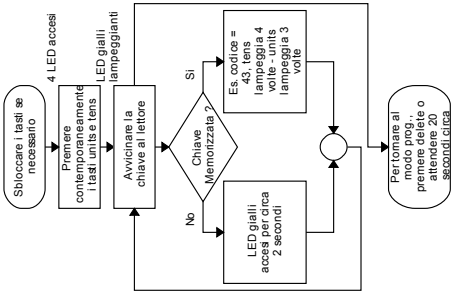 Sbloccare i tasti se
necessario
4 LED accesi
Premere
contemporaneamente
i tasti units e tens
LED gialli
lampeggianti
Avvicinare la
chiave al lettore
Chiave
Memorizzata ?
Si
Es. codice =
43, tens
lampeggia 4
volte - units
lampeggia 3
volte
No
LED gialli
accesi per circa
2 secondi
Per tornare al
modo prog.,
premere delete o
attendere 20
secondi circa